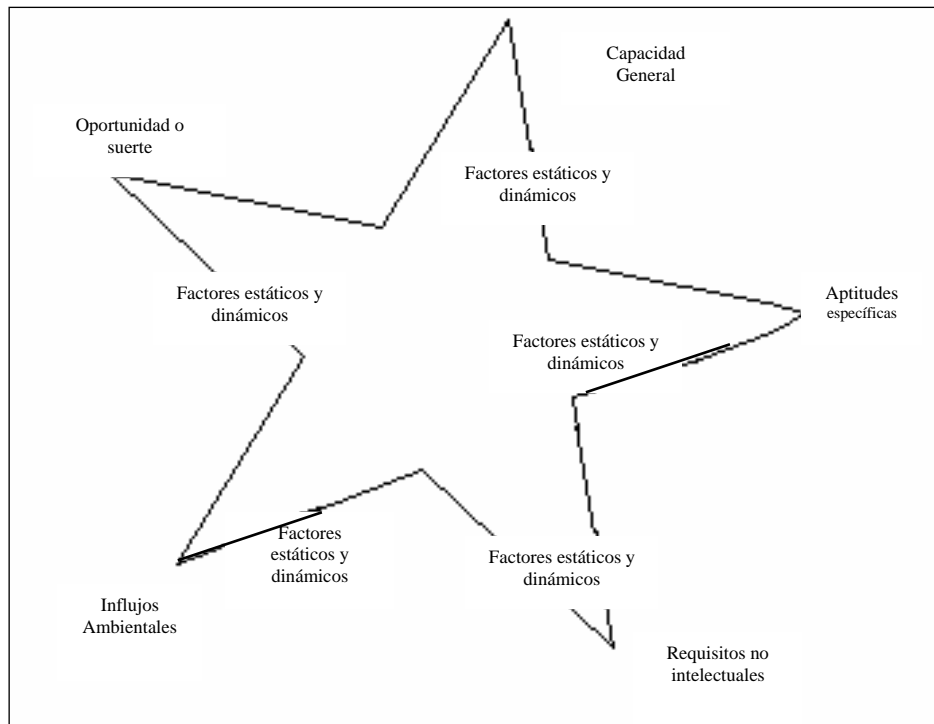 Capacidad
General
Oportunidad o
suerte
Factores estáticos y
dinámicos
Factores estáticos y
dinámicos
Aptitudes
específicas
Factores estáticos y
dinámicos
Factores
estáticos y
dinámicos
Factores estáticos y
dinámicos
Influjos
Ambientales
Requisitos no
intelectuales